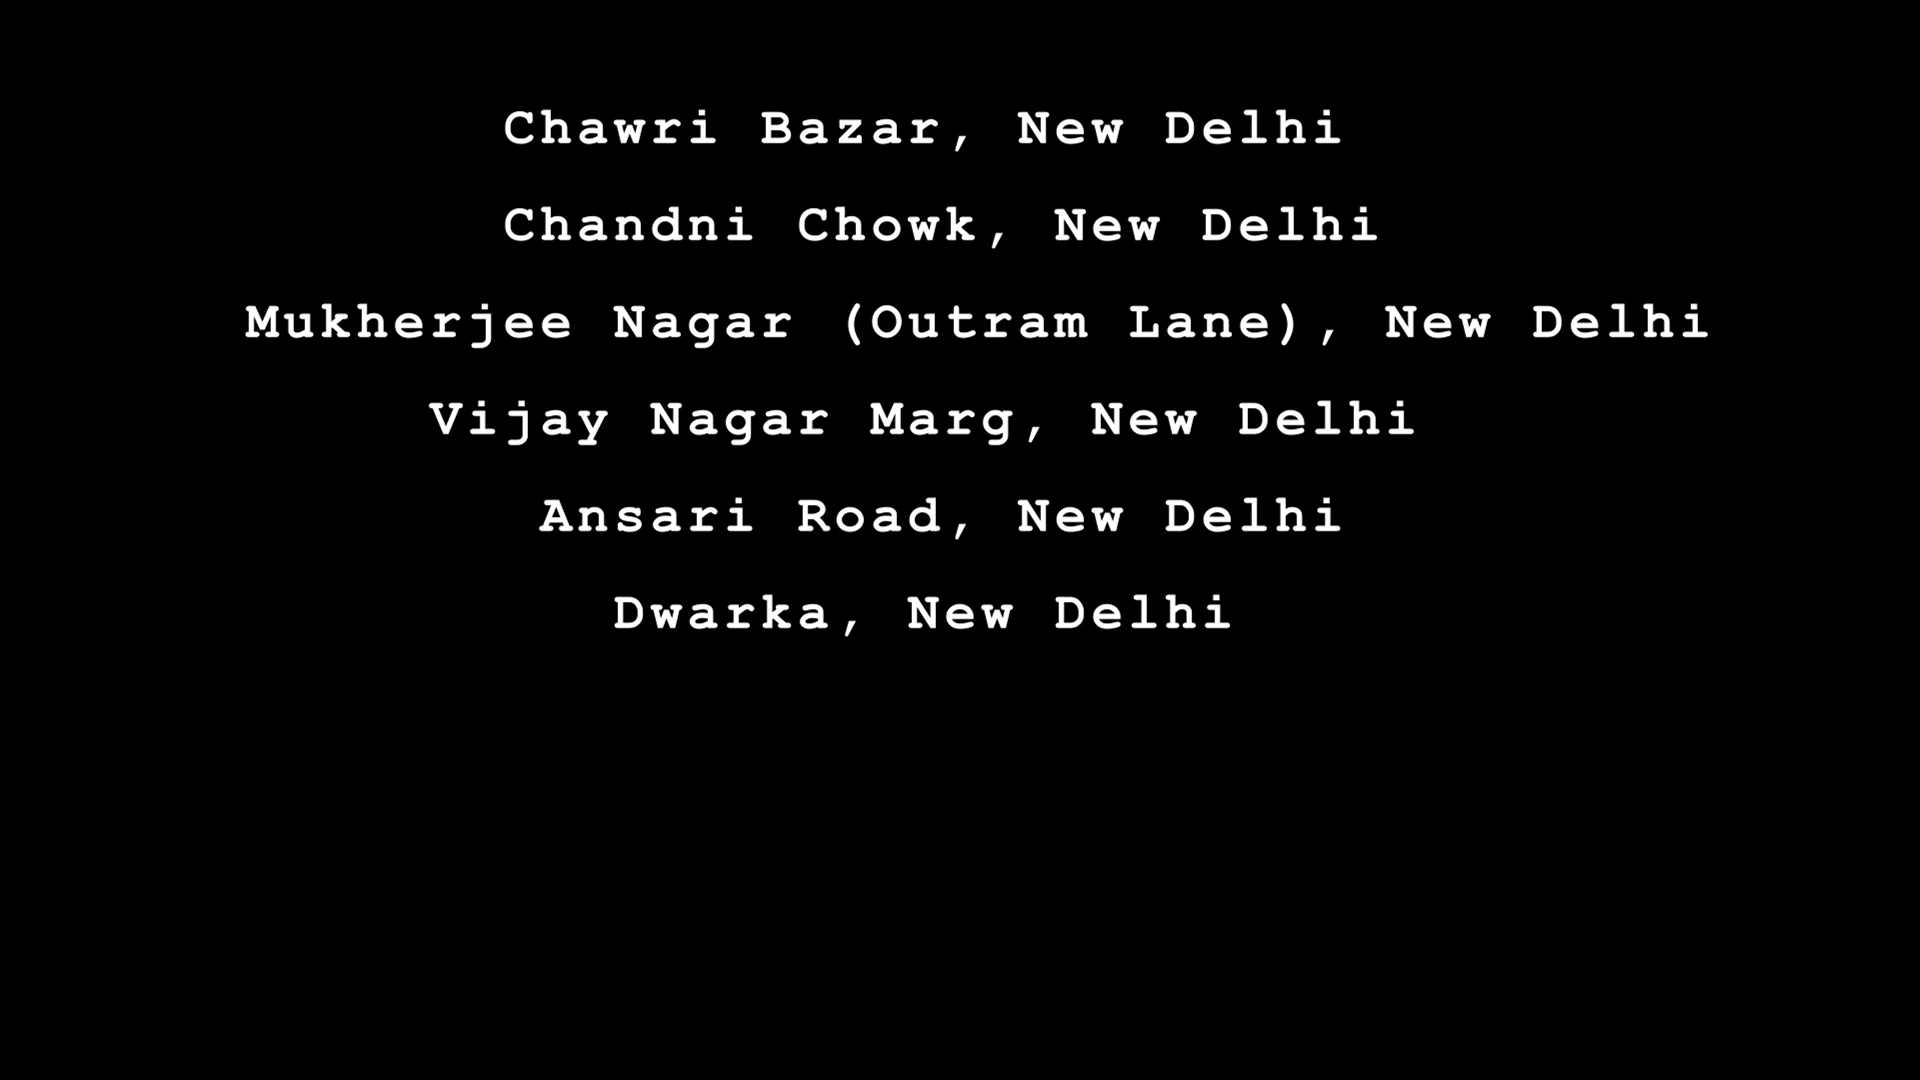 Chawri Bazar, New Delhi
Chandni Chowk, New Delhi
Mukherjee Nagar (Outram Lane), New Delhi
Vijay Nagar Marg, New Delhi
Ansari Road, New Delhi
Dwarka, New Delhi